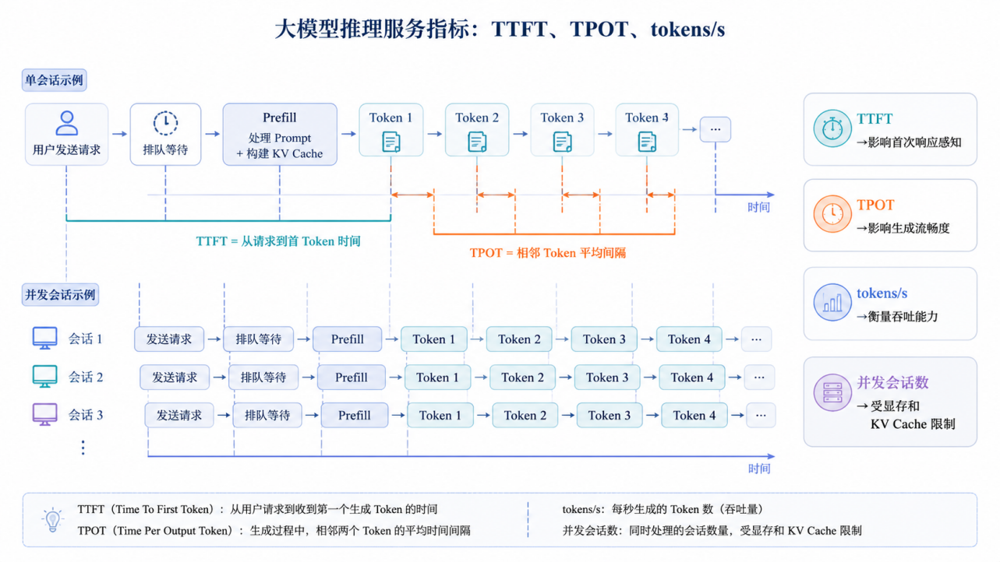 大模型推理服务指标：TTFT、TPOT、tokens/s
单会话示例
用户发送请求
排队等待
Prefill
处理 Prompt
+ 构建 KV Cache
Token 1
Token 2
Token 3
Token 4
...
时间
TTFT = 从请求到首 Token 时间
TPOT = 相邻 Token 平均间隔
TTFT
→影响首次响应感知
TPOT
→影响生成流畅度
tokens/s
→衡量吞吐能力
并发会话数
→ 受显存和
KV Cache 限制
并发会话示例
会话 1 发送请求 排队等待 Prefill Token 1 Token 2 Token 3 Token 4 ...
会话 2 发送请求 排队等待 Prefill Token 1 Token 2 Token 3 Token 4 ...
会话 3 发送请求 排队等待 Prefill Token 1 Token 2 Token 3 Token 4 ...
⋮
时间
TTFT（Time To First Token）：从用户请求到收到第一个生成 Token 的时间
TPOT（Time Per Output Token）：生成过程中，相邻两个 Token 的平均时间间隔
tokens/s：每秒生成的 Token 数（吞吐量）
并发会话数：同时处理的会话数量，受显存和 KV Cache 限制